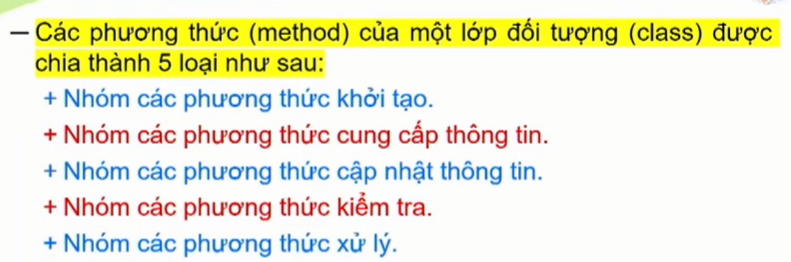 — Các phương thức (method) của một lớp đối tượng (class) được
chia thành 5 loại như sau:
+ Nhóm các phương thức khởi tạo.
+ Nhóm các phương thức cung cấp thông tin.
+ Nhóm các phương thức cập nhật thông tin.
+ Nhóm các phương thức kiểm tra.
+ Nhóm các phương thức xử lý.